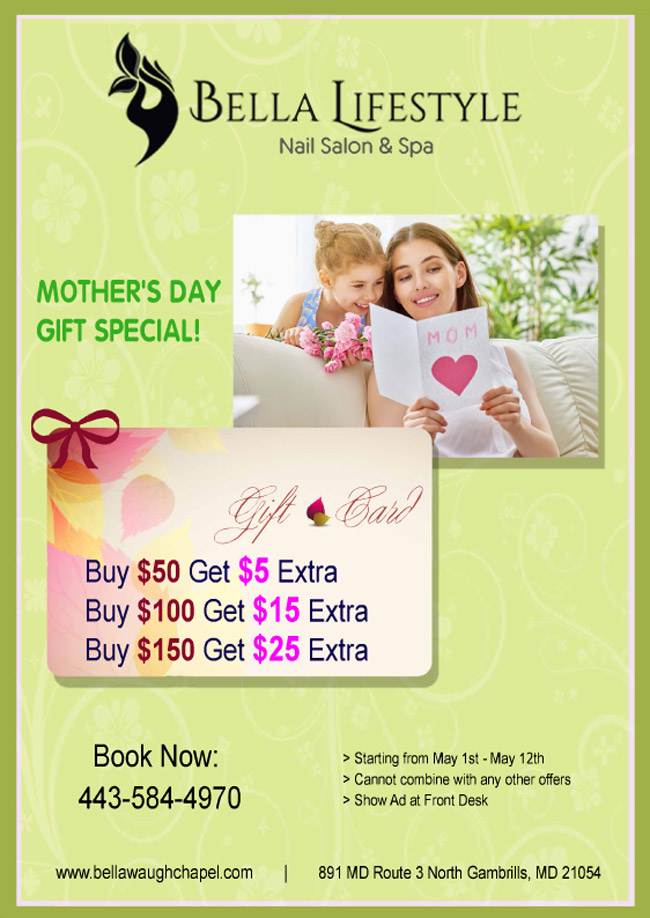 BELLA LIFESTYLE
Nail Salon & Spa
MOTHER'S DAY
GIFT SPECIAL!
MOM
Gift Card
Buy $50 Get $5 Extra
Buy $100 Get $15 Extra
Buy $150 Get $25 Extra
Book Now:
443-584-4970
> Starting from May 1st - May 12th
> Cannot combine with any other offers
> Show Ad at Front Desk
www.bellawaughchapel.com | 891 MD Route 3 North Gambrills, MD 21054